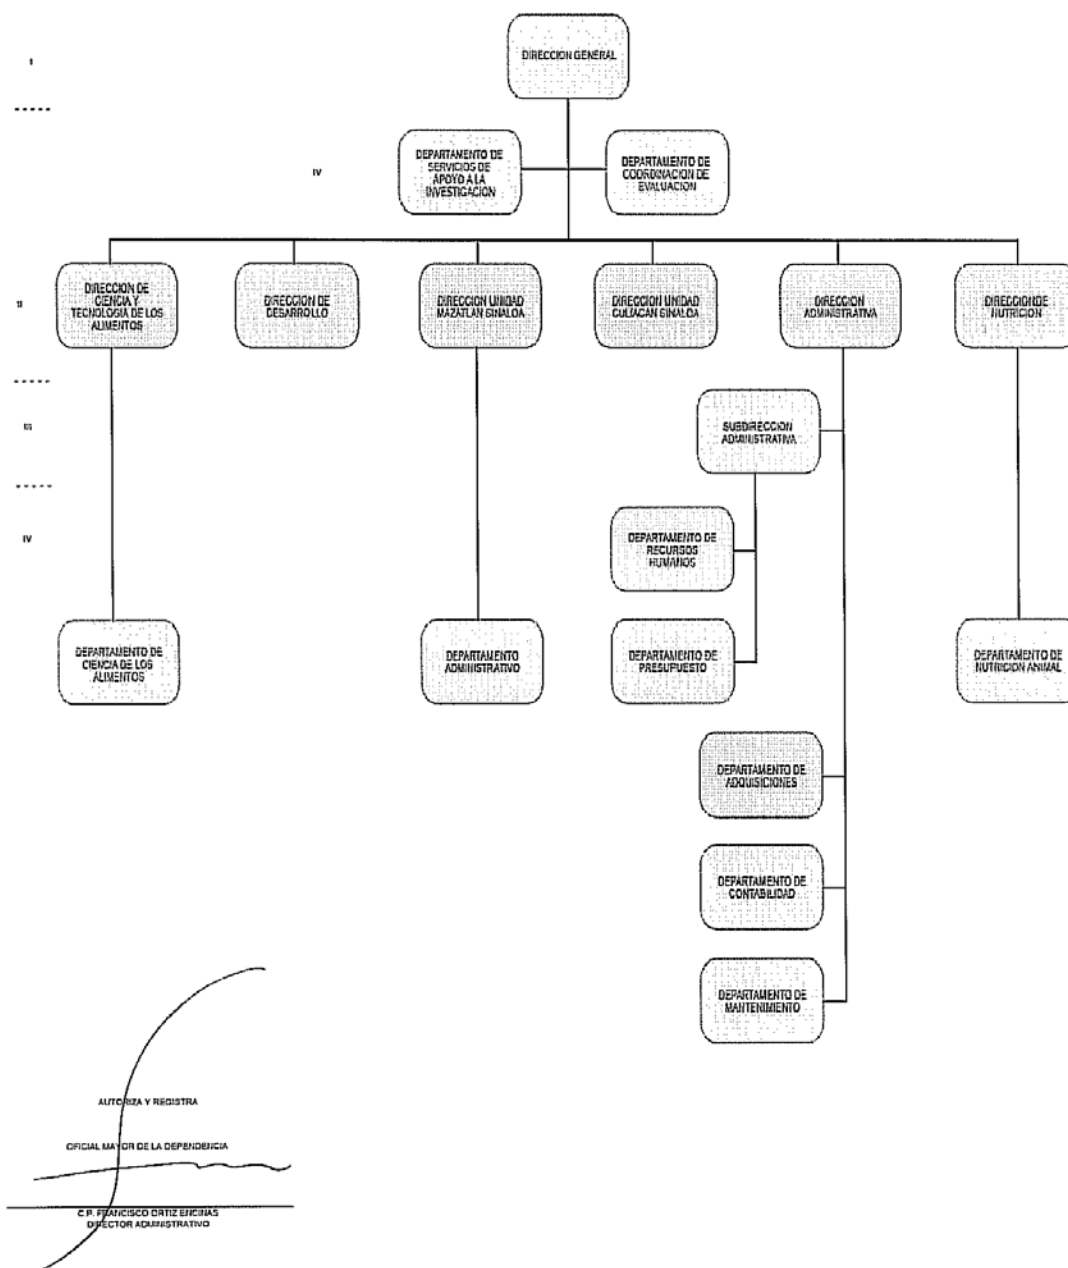 I
DIRECCION GENERAL
DEPARTAMENTO DE
SERVICIOS DE
APOYO A LA
INVESTIGACION
DEPARTAMENTO DE
COORDINACION DE
EVALUACION
IV
II
DIRECCION DE
CIENCIA Y
TECNOLOGIA DE LOS
ALIMENTOS
DIRECCION DE
DESARROLLO
DIRECCION UNIDAD
MAZATLAN SINALOA
DIRECCION UNIDAD
CULIACAN SINALOA
DIRECCION
ADMINISTRATIVA
DIRECCION DE
NUTRICION
III
SUBDIRECCION
ADMINISTRATIVA
IV
DEPARTAMENTO DE
RECURSOS
HUMANOS
DEPARTAMENTO DE
CIENCIA DE LOS
ALIMENTOS
DEPARTAMENTO
ADMINISTRATIVO
DEPARTAMENTO DE
PRESUPUESTO
DEPARTAMENTO DE
NUTRICION ANIMAL
DEPARTAMENTO DE
ADQUISICIONES
DEPARTAMENTO DE
CONTABILIDAD
DEPARTAMENTO DE
MANTENIMIENTO
AUTORIZA Y REGISTRA
OFICIAL MAYOR DE LA DEPENDENCIA
C.P. FRANCISCO ORTIZ ENCINAS
DIRECTOR ADMINISTRATIVO